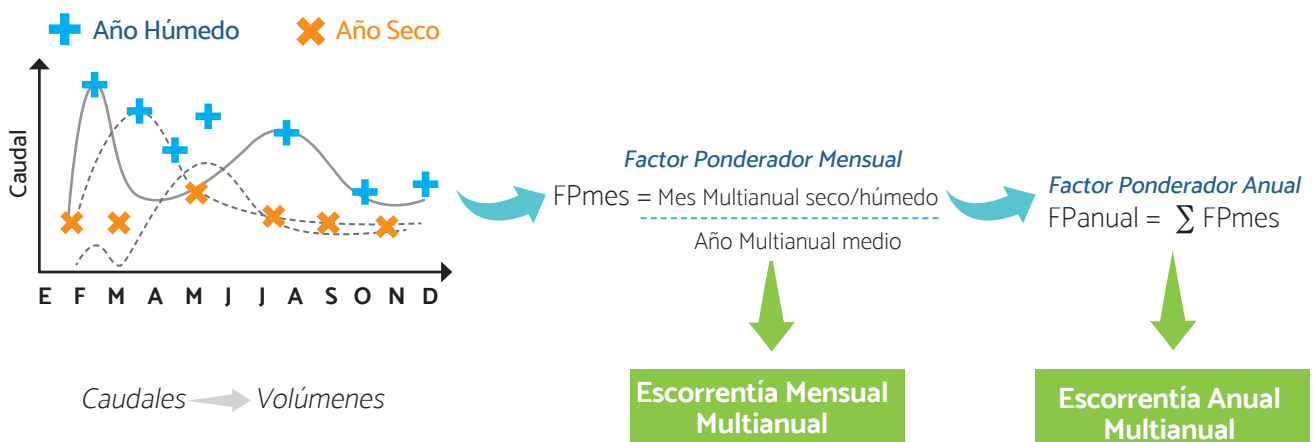 Año Húmedo
Año Seco
Caudal
E F M A M J J A S O N D
Caudales Volúmenes
Factor Ponderador Mensual
FPmes = Mes Multianual seco/húmedo
Año Multianual medio
Factor Ponderador Anual
FPanual = ∑ FPmes
Escorrentía Mensual
Multianual
Escorrentía Anual
Multianual